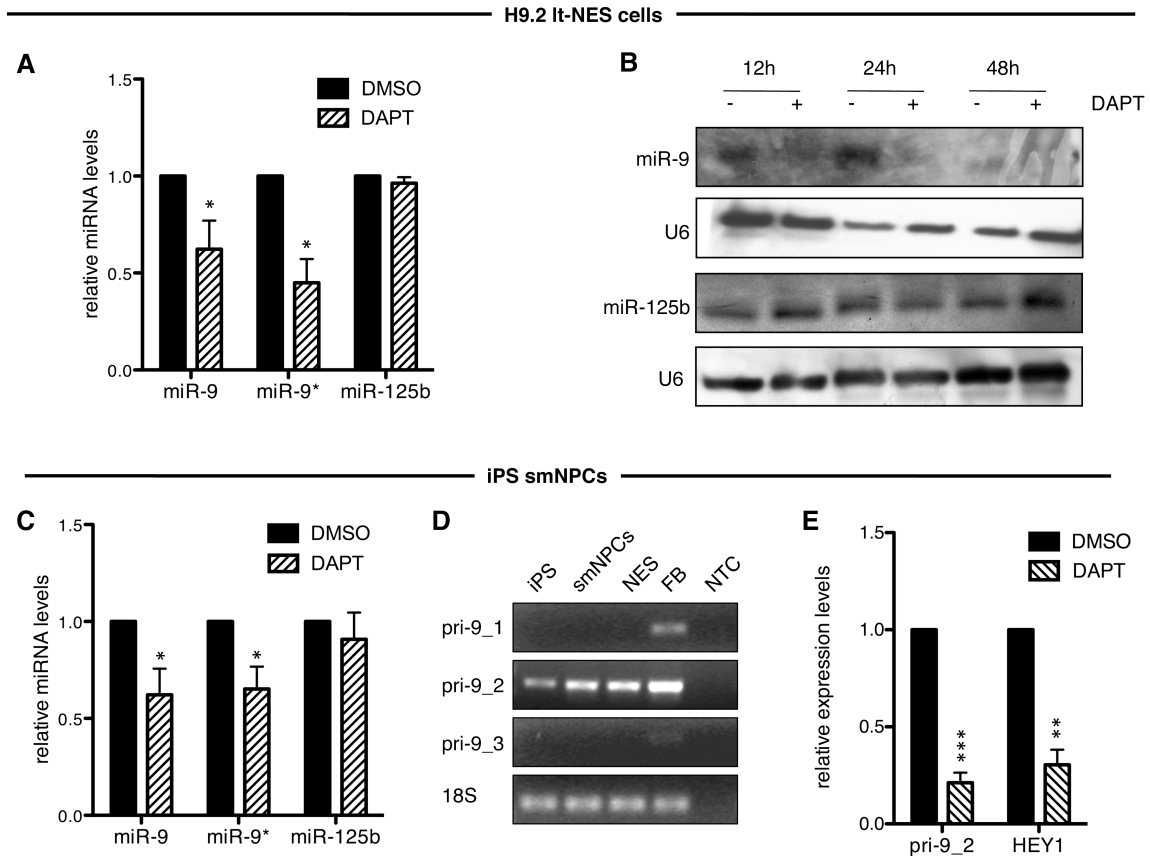 H9.2 lt-NES cells
A
relative miRNA levels
1.5
1.0
0.5
0.0
DMSO
DAPT
*
*
miR-9
miR-9*
miR-125b
B
12h
24h
48h
- + - + - + DAPT
miR-9
U6
miR-125b
U6
iPS smNPCs
C
relative miRNA levels
1.5
1.0
0.5
0.0
DMSO
DAPT
*
*
miR-9
miR-9*
miR-125b
D
iPS
smNPCs
NES
FB
NTC
pri-9_1
pri-9_2
pri-9_3
18S
E
relative expression levels
1.5
1.0
0.5
0.0
DMSO
DAPT
***
**
pri-9_2
HEY1